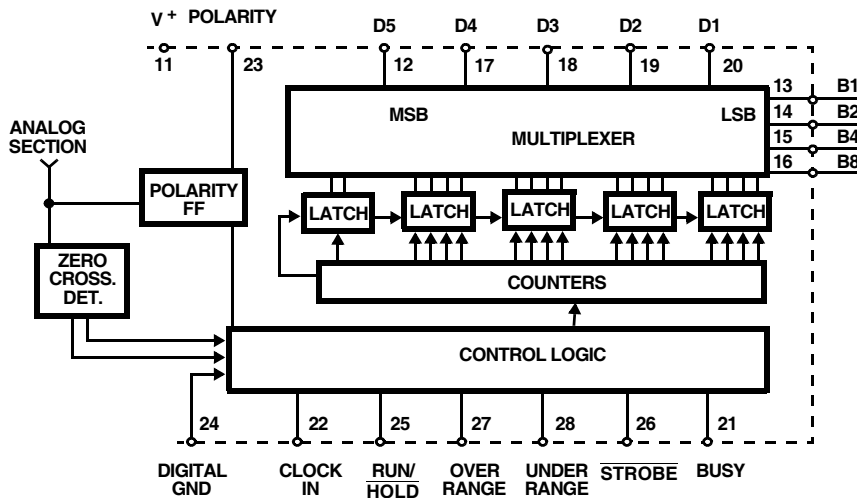 V+ POLARITY D5 D4 D3 D2 D1
11 23 12 17 18 19 20
13 B1
MSB LSB 14 B2
MULTIPLEXER 15 B4
16 B8
ANALOG
SECTION
POLARITY
FF
LATCH LATCH LATCH LATCH LATCH
ZERO
CROSS.
DET.
COUNTERS
CONTROL LOGIC
24 22 25 27 28 26 21
DIGITAL
GND
CLOCK
IN
RUN/
HOLD
OVER
RANGE
UNDER
RANGE
STROBE
BUSY